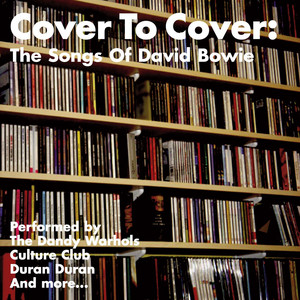 Cover To Cover:
The Songs Of David Bowie
Performed by
The Dandy Warhols
Culture Club
Duran Duran
And more...